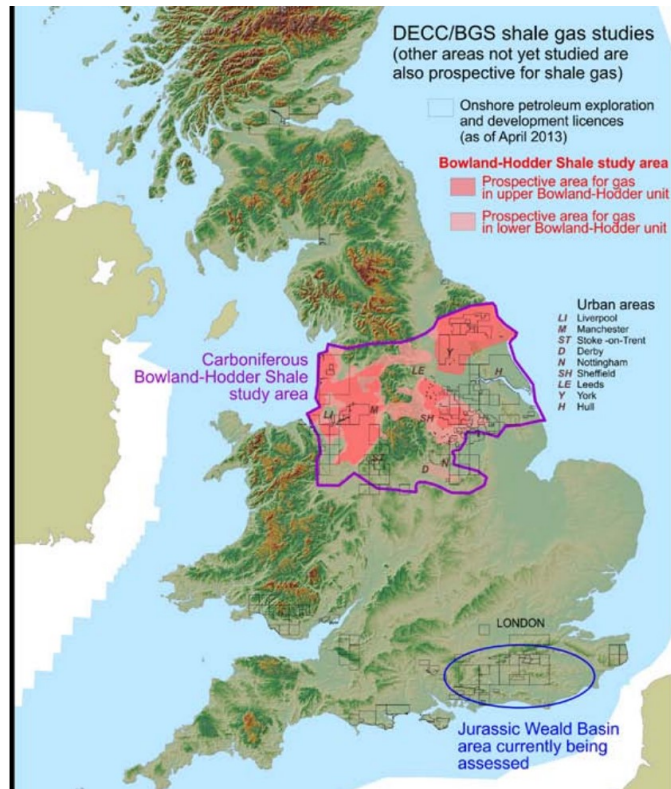 DECC/BGS shale gas studies
(other areas not yet studied are
also prospective for shale gas)
Onshore petroleum exploration
and development licences
(as of April 2013)
Bowland-Hodder Shale study area
Prospective area for gas
in upper Bowland-Hodder unit
Prospective area for gas
in lower Bowland-Hodder unit
Urban areas
LI Liverpool
M Manchester
ST Stoke -on-Trent
D Derby
N Nottingham
SH Sheffield
LE Leeds
Y York
H Hull
Carboniferous
Bowland-Hodder Shale
study area
Y
LE
H
LI
M
SH
N
D
LONDON
Jurassic Weald Basin
area currently being
assessed